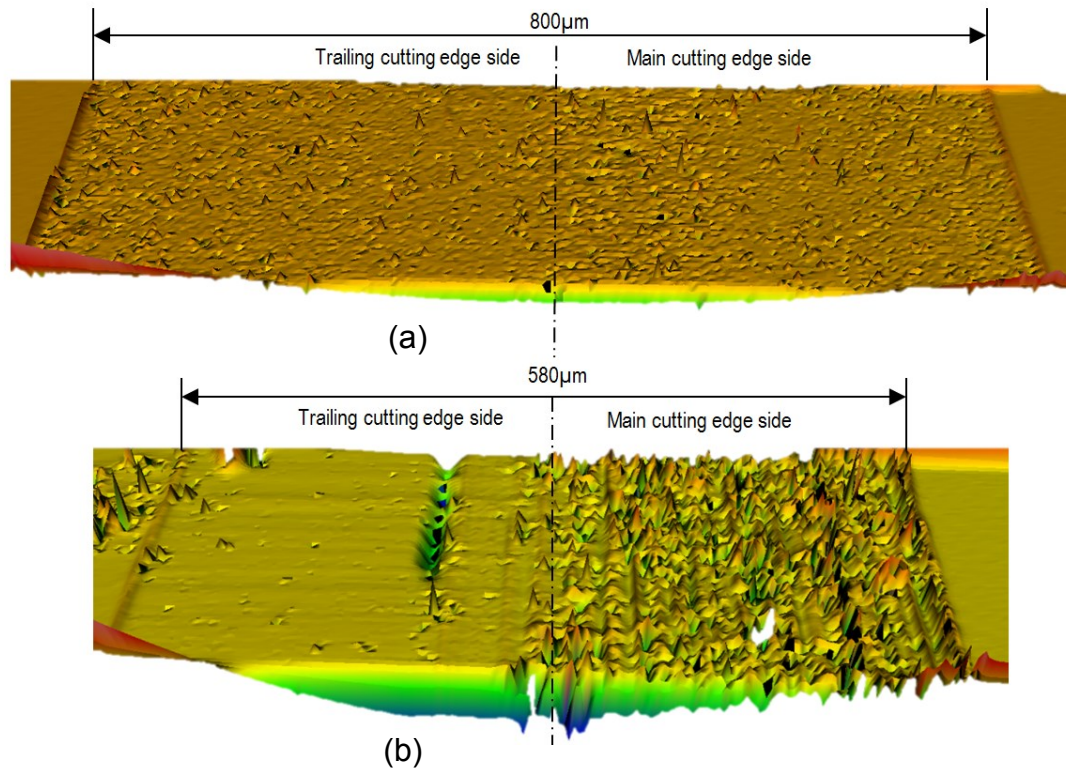 800µm
Trailing cutting edge side Main cutting edge side
(a)
580µm
Trailing cutting edge side Main cutting edge side
(b)